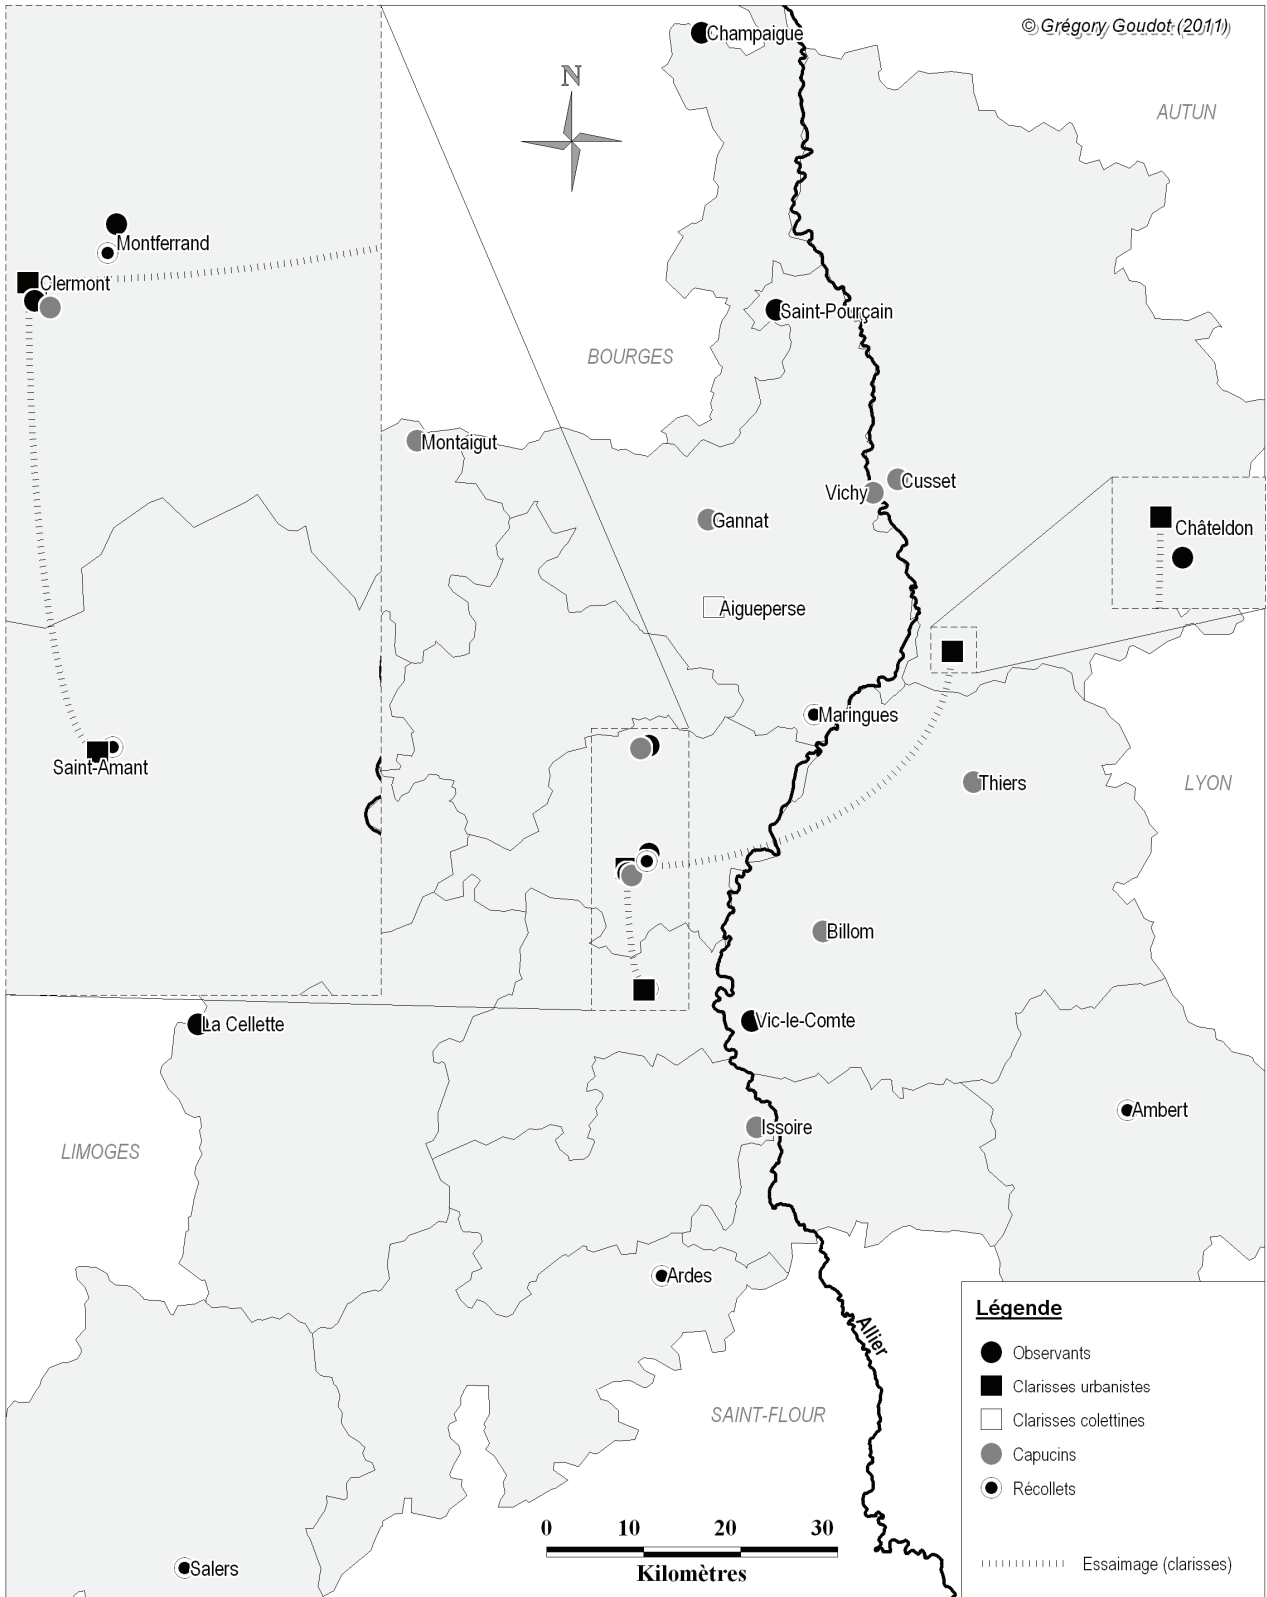 © Grégory Goudot (2011)
Champaigue
N
AUTUN
Montferrand
Clermont
Saint-Pourçain
BOURGES
Montaigut
Vichy
Cusset
Gannat
Châteldon
Aigueperse
Maringues
Saint-Amant
Thiers
LYON
Billom
La Cellette
Vic-le-Comte
Ambert
Issoire
LIMOGES
Ardes
Allier
SAINT-FLOUR
Légende
Observants
Clarisses urbanistes
Clarisses colettines
Capucins
Récollets
Essaimage (clarisses)
0 10 20 30
Kilomètres
Salers